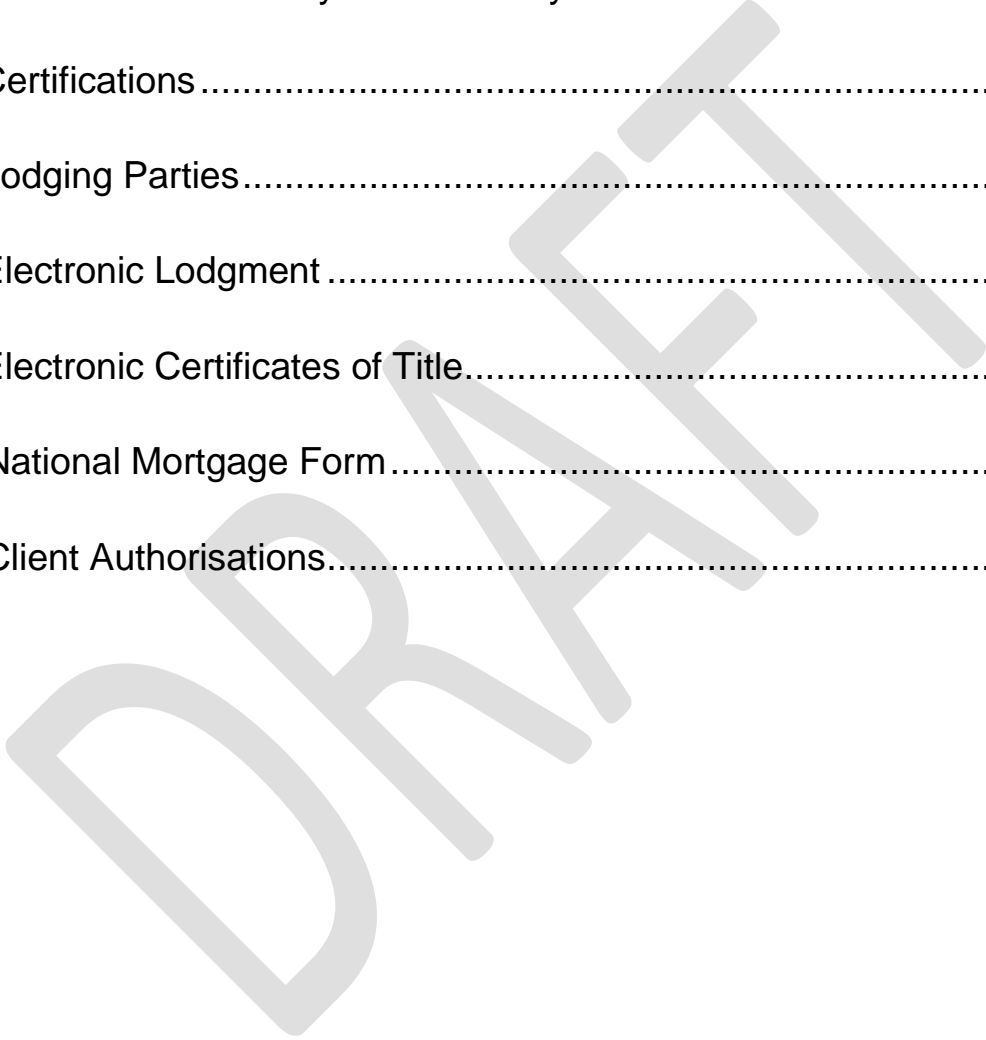 Certifications ........................................................................
Lodging Parties ........................................................................
Electronic Lodgment ........................................................................
Electronic Certificates of Title ........................................................................
National Mortgage Form ........................................................................
Client Authorisations ........................................................................
DRAFT